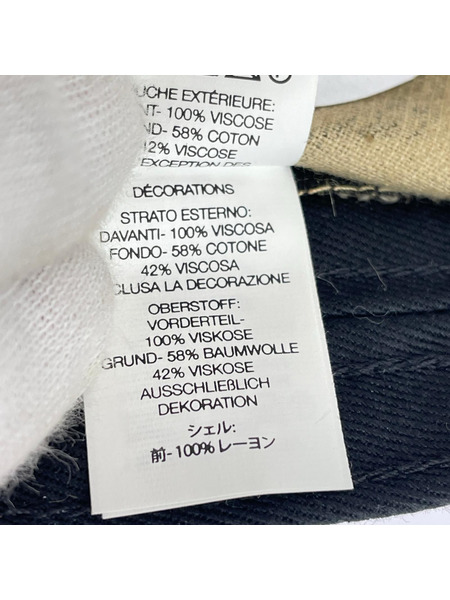 UCHE EXTÉRIEURE:
NT- 100% VISCOSE
ND- 58% COTON
42% VISCOSE
EXCEPTION DES
DÉCORATIONS
STRATO ESTERNO:
DAVANTI- 100% VISCOSA
FONDO- 58% COTONE
42% VISCOSA
CLUSA LA DECORAZIONE
OBERSTOFF:
VORDERTEIL-
100% VISKOSE
GRUND- 58% BAUMWOLLE
42% VISKOSE
AUSSCHLIEßLICH
DEKORATION
シェル:
前-100%レーヨン